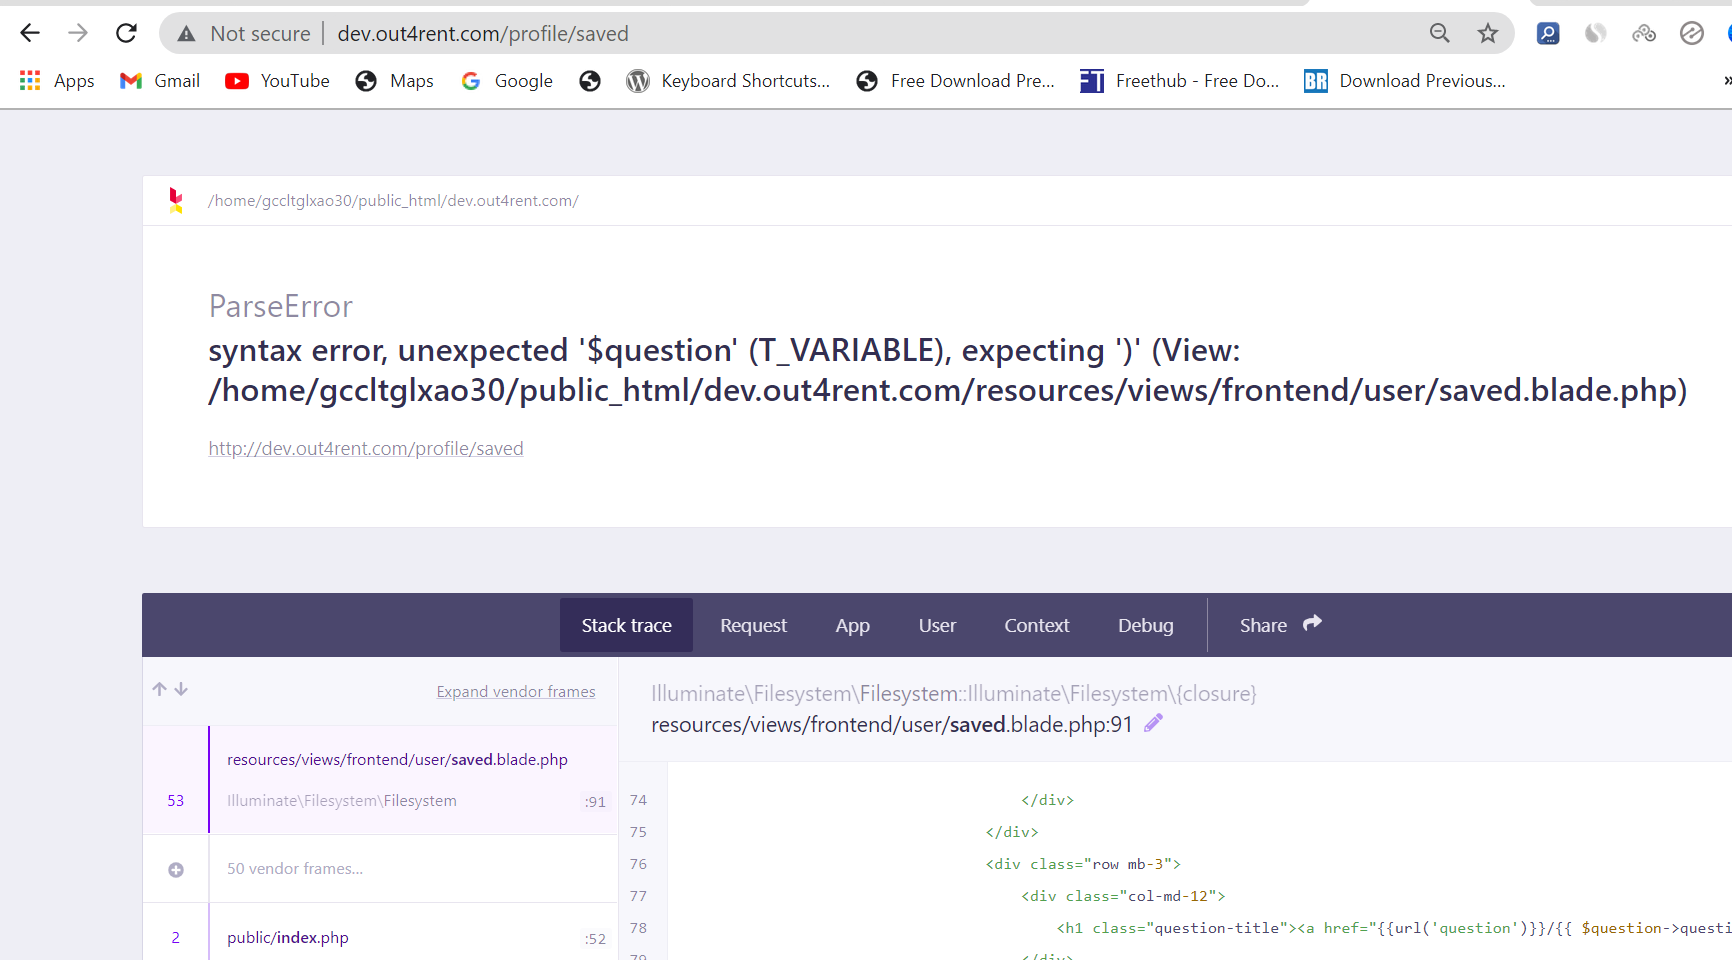 Not secure | dev.out4rent.com/profile/saved
Apps Gmail YouTube Maps Google Keyboard Shortcuts... Free Download Pre... Freethub - Free Do... Download Previous... »
/home/gccltglxao30/public_html/dev.out4rent.com/
ParseError
syntax error, unexpected '$question' (T_VARIABLE), expecting ')' (View:
/home/gccltglxao30/public_html/dev.out4rent.com/resources/views/frontend/user/saved.blade.php)
http://dev.out4rent.com/profile/saved
Stack trace Request App User Context Debug Share
Expand vendor frames
resources/views/frontend/user/saved.blade.php
53 Illuminate\Filesystem\Filesystem :91
50 vendor frames...
2 public/index.php :52
Illuminate\Filesystem\Filesystem::Illuminate\Filesystem\{closure}
resources/views/frontend/user/saved.blade.php:91
74 </div>
75 </div>
76 <div class="row mb-3">
77 <div class="col-md-12">
78 <h1 class="question-title"><a href="{{url('question')}}/{{ $question->questi
79 </div>